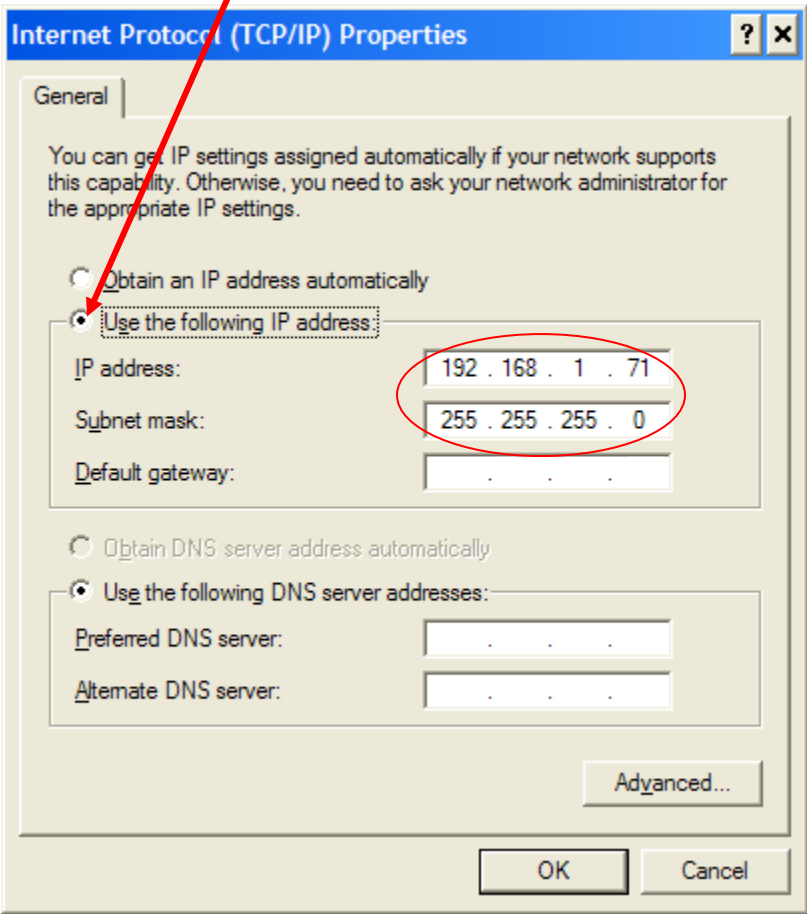 Internet Protocol (TCP/IP) Properties
General
You can get IP settings assigned automatically if your network supports
this capability. Otherwise, you need to ask your network administrator for
the appropriate IP settings.
Obtain an IP address automatically
Use the following IP address:
IP address: 192 . 168 . 1 . 71
Subnet mask: 255 . 255 . 255 . 0
Default gateway: . . .
Obtain DNS server address automatically
Use the following DNS server addresses:
Preferred DNS server: . . .
Alternate DNS server: . . .
Advanced...
OK Cancel